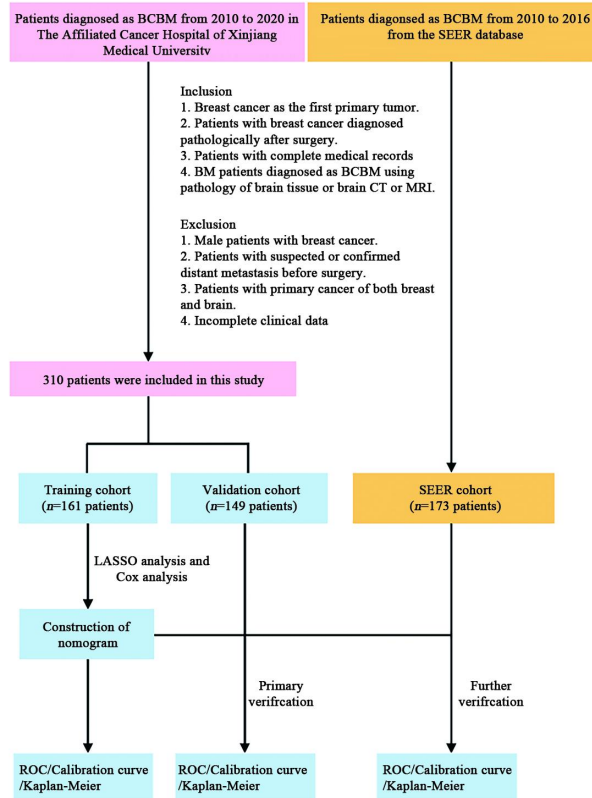 Patients diagnosed as BCBM from 2010 to 2020 in
The Affiliated Cancer Hospital of Xinjiang
Medical Universitv
Patients diagonsed as BCBM from 2010 to 2016
from the SEER database
Inclusion
1. Breast cancer as the first primary tumor.
2. Patients with breast cancer diagnosed
pathologically after surgery.
3. Patients with complete medical records
4. BM patients diagnosed as BCBM using
pathology of brain tissue or brain CT or MRI.
Exclusion
1. Male patients with breast cancer.
2. Patients with suspected or confirmed
distant metastasis before surgery.
3. Patients with primary cancer of both breast
and brain.
4. Incomplete clinical data
310 patients were included in this study
Training cohort
(n=161 patients)
Validation cohort
(n=149 patients)
SEER cohort
(n=173 patients)
LASSO analysis and
Cox analysis
Construction of
nomogram
Primary
verifrcation
Further
verifrcation
ROC/Calibration curve
/Kaplan-Meier
ROC/Calibration curve
/Kaplan-Meier
ROC/Calibration curve
/Kaplan-Meier